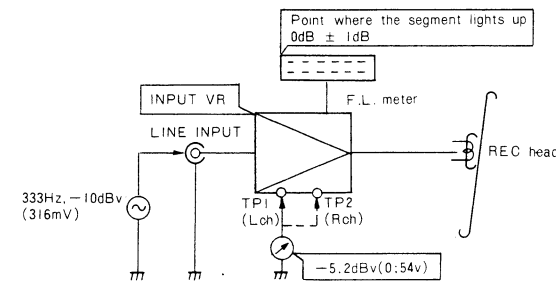 Point where the segment lights up
0dB ± 1dB
INPUT VR
F.L. meter
LINE INPUT
REC head
333Hz, －10dBv
(316mV)
TP1
(Lch)
TP2
(Rch)
－5.2dBv(0:54v)